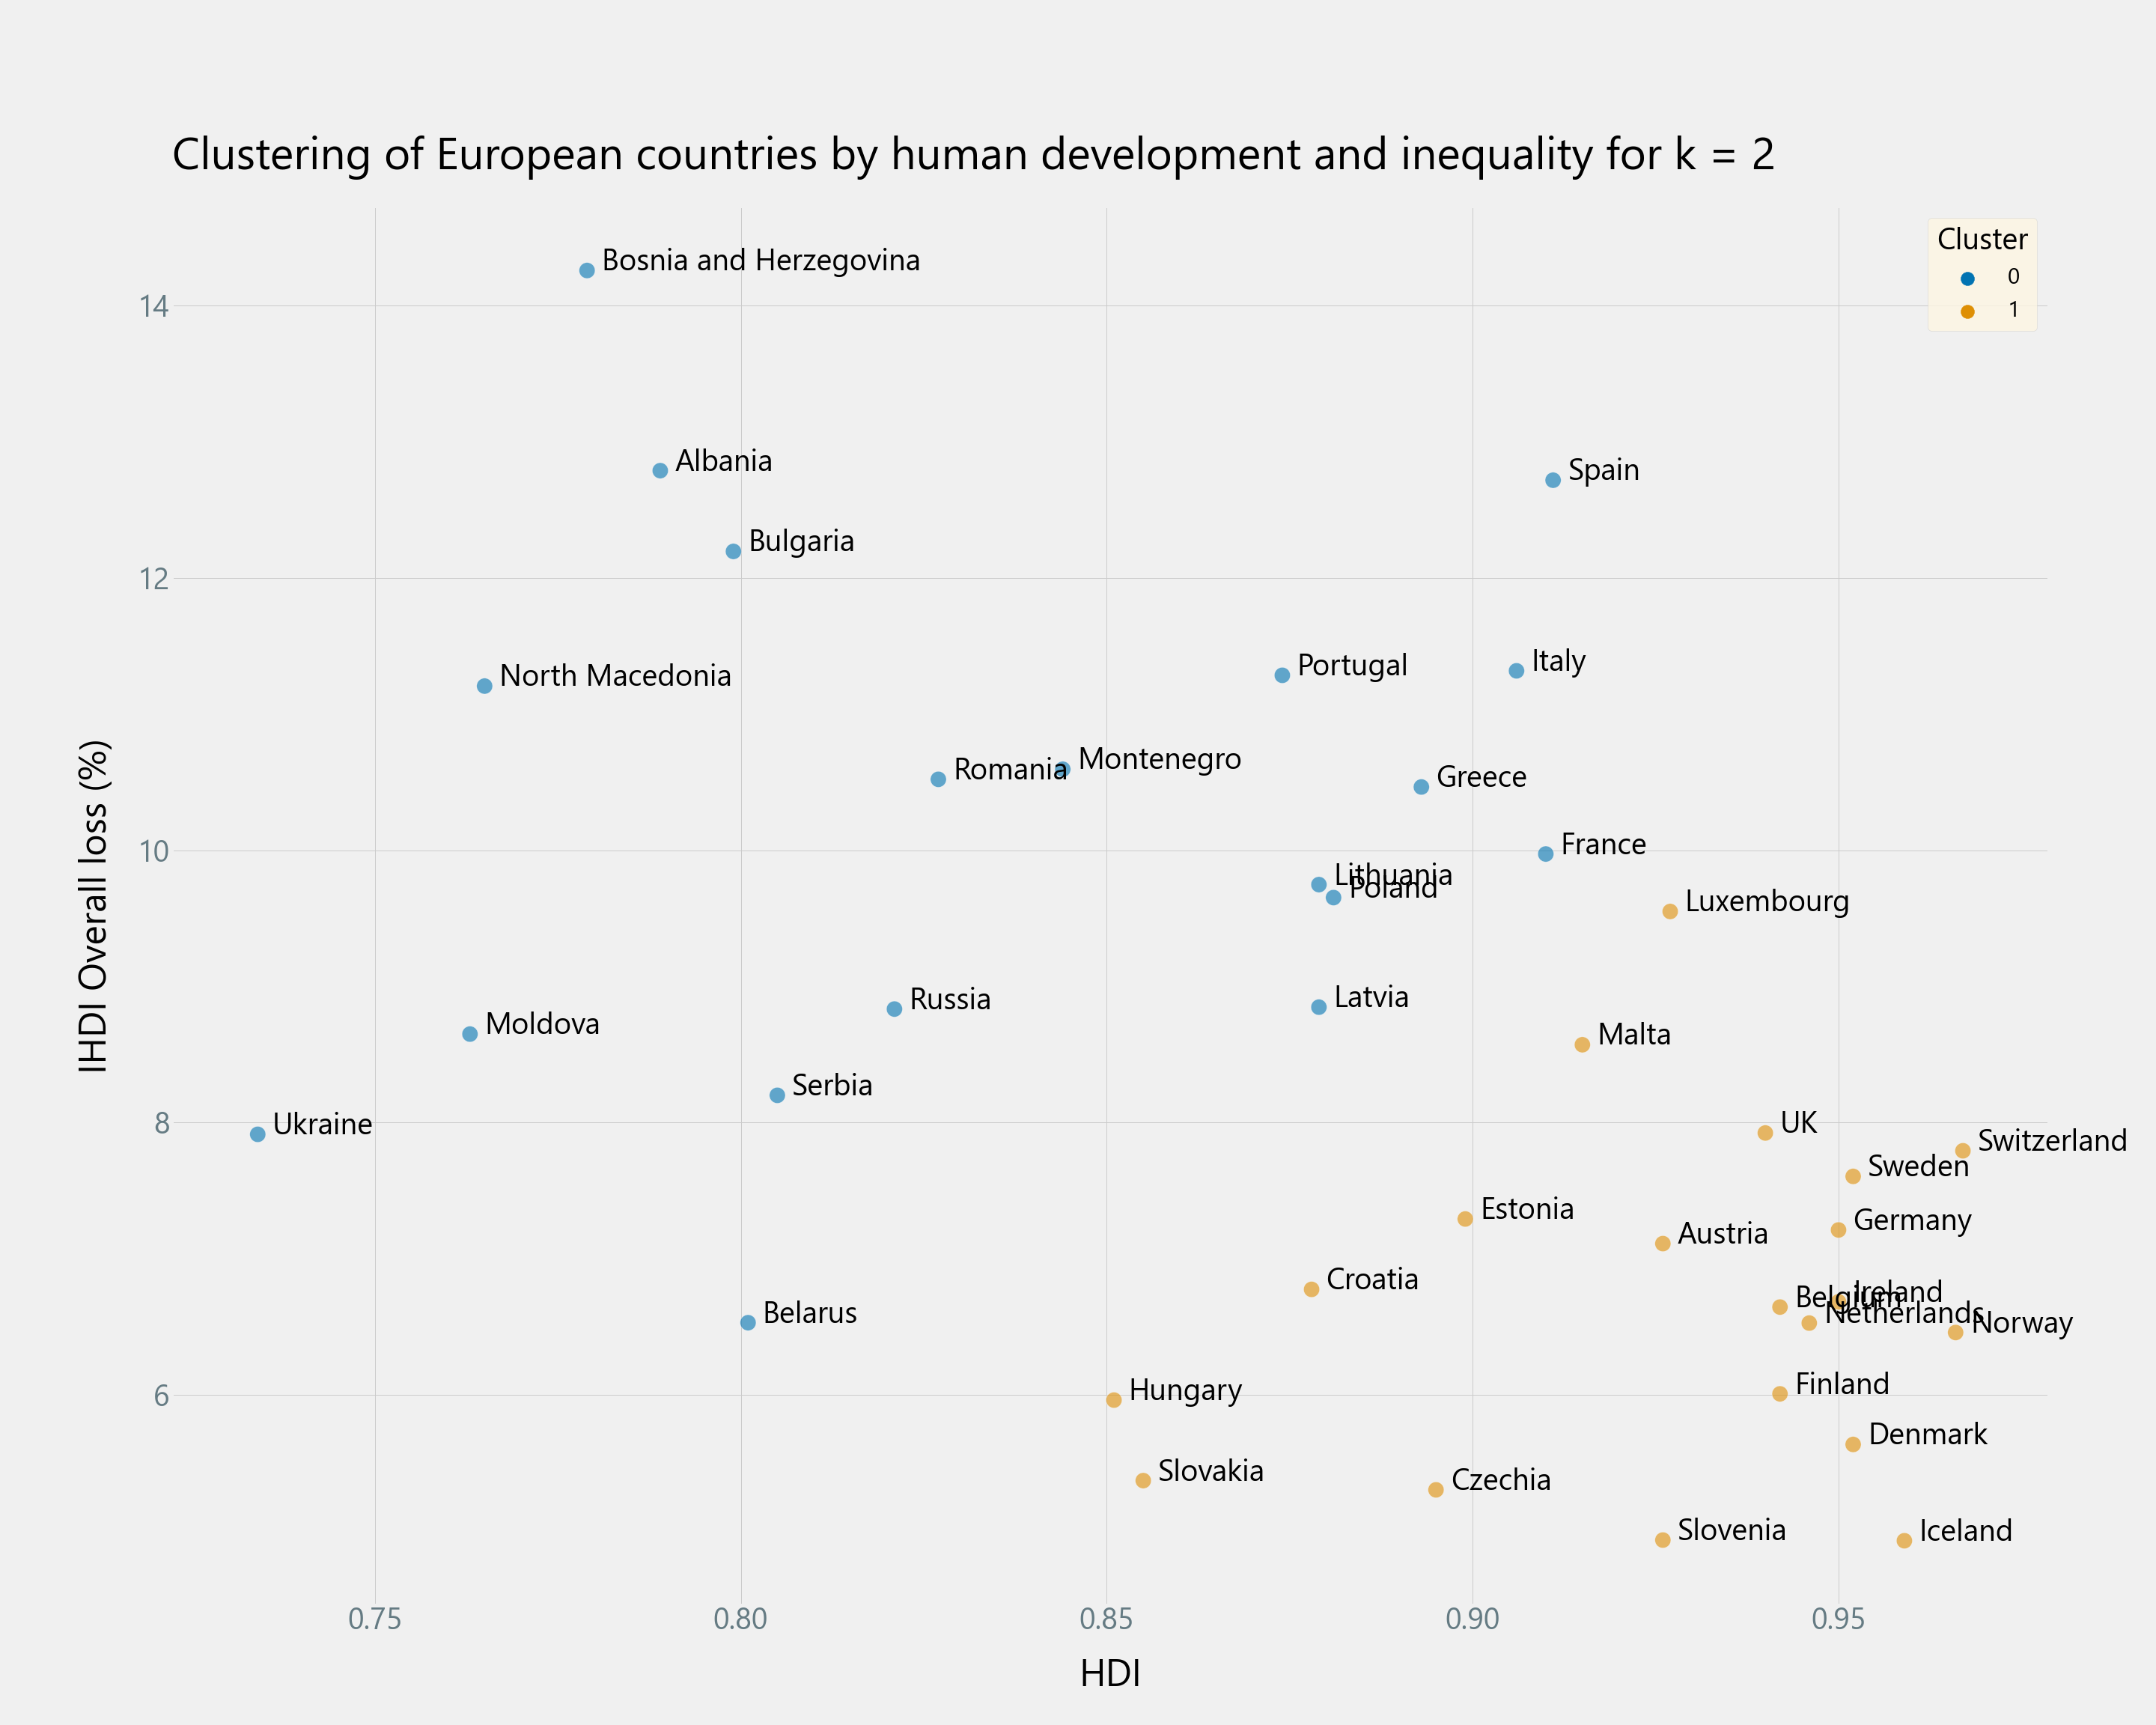 Clustering of European countries by human development and inequality for k = 2
Cluster
0
1
Bosnia and Herzegovina
14
Albania
Spain
Bulgaria
12
North Macedonia
Portugal
Italy
Romania
Montenegro
Greece
10
France
Lithuania
Poland
Luxembourg
Russia
Latvia
Moldova
Malta
Serbia
8
Ukraine
UK
Switzerland
Sweden
Estonia
Germany
Austria
Croatia
Belgium
Ireland
Belarus
Netherlands
Norway
6
Hungary
Finland
Denmark
Slovakia
Czechia
Slovenia
Iceland
IHDI Overall loss (%)
0.75
0.80
0.85
0.90
0.95
HDI